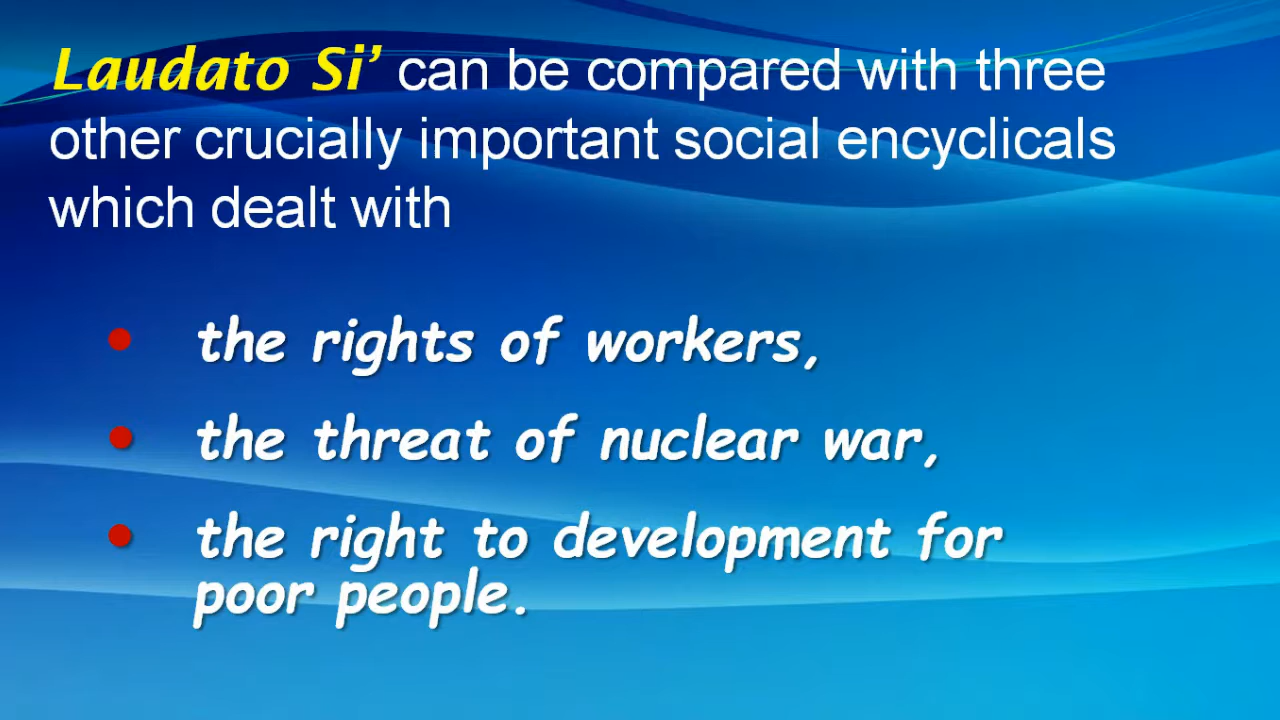 Laudato Si’ can be compared with three
other crucially important social encyclicals
which dealt with
• the rights of workers,
• the threat of nuclear war,
• the right to development for
poor people.